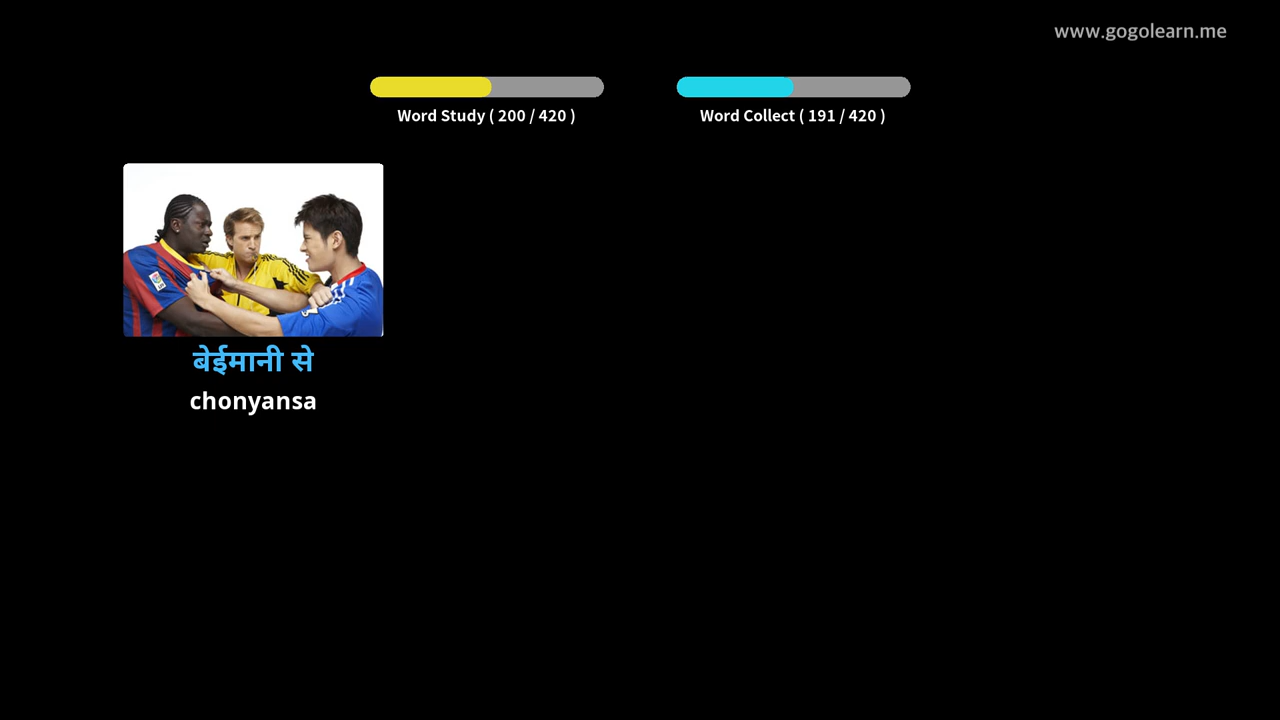 www.gogolearn.me
Word Study ( 200 / 420 )
Word Collect ( 191 / 420 )
बेईमानी से
chonyansa